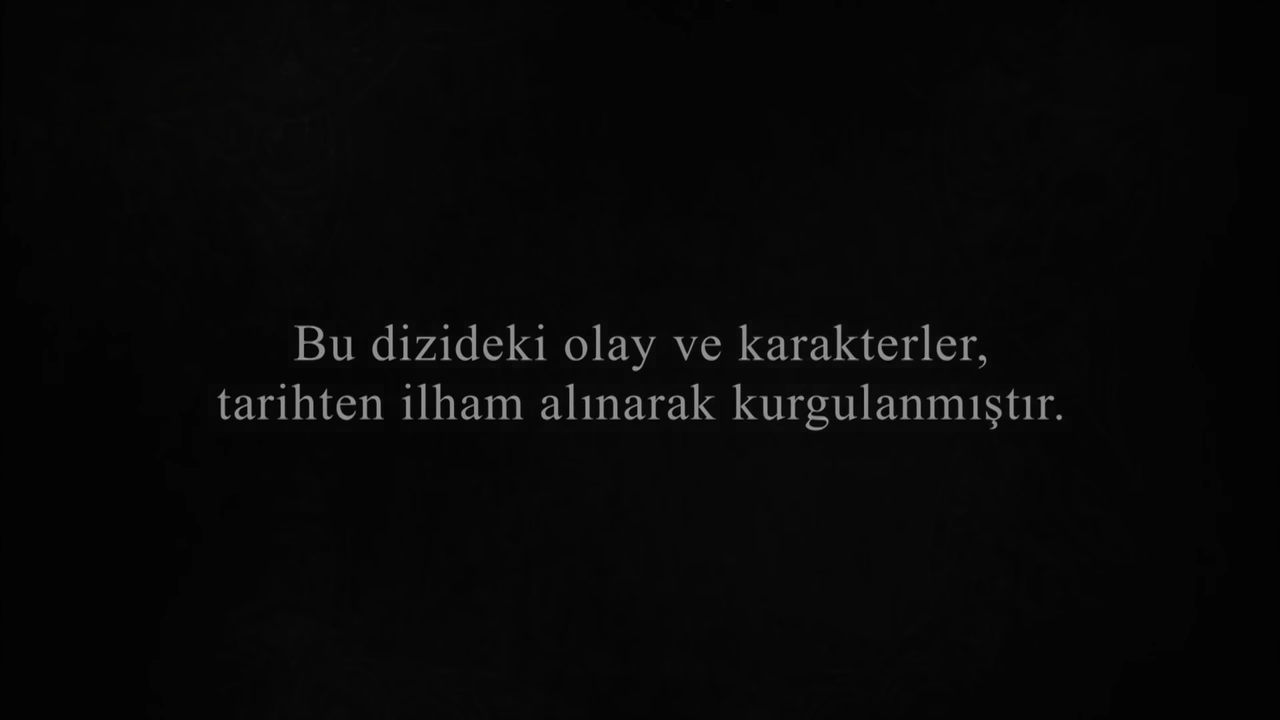 Bu dizideki olay ve karakterler,
tarihten ilham alınarak kurgulanmıştır.